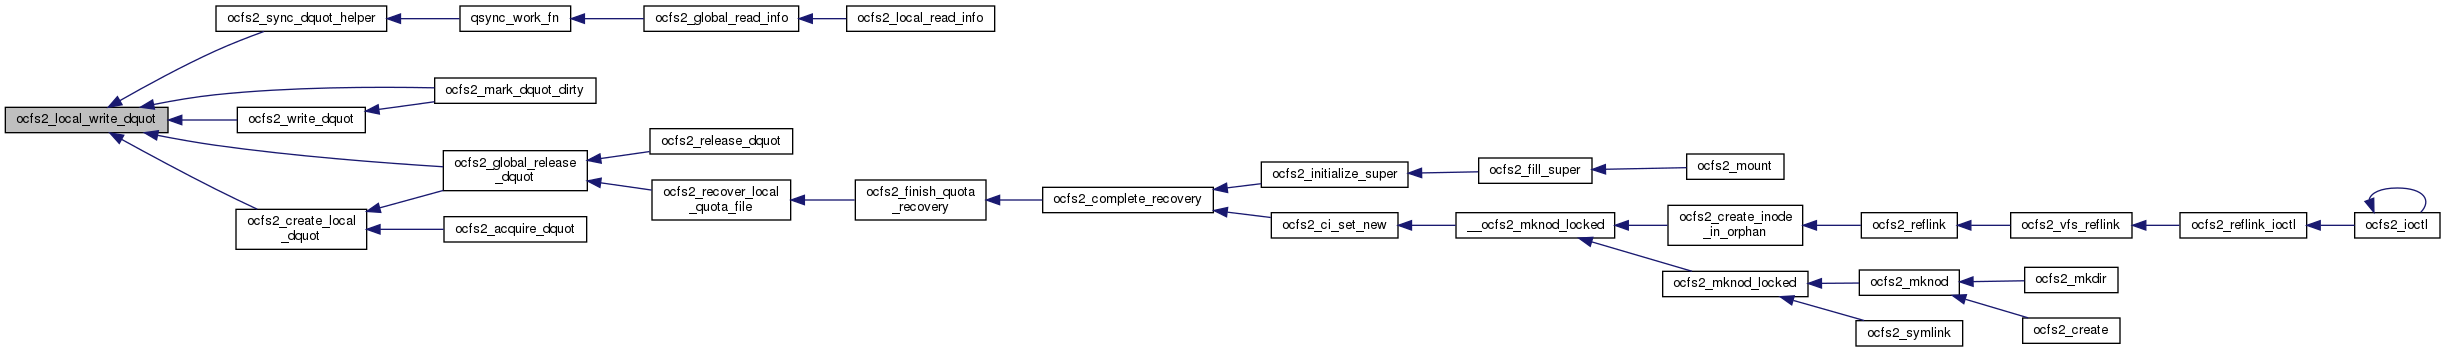 ocfs2_sync_dquot_helper
qsync_work_fn
ocfs2_global_read_info
ocfs2_local_read_info
ocfs2_mark_dquot_dirty
ocfs2_local_write_dquot
ocfs2_write_dquot
ocfs2_release_dquot
ocfs2_global_release
_dquot
ocfs2_mount
ocfs2_initialize_super
ocfs2_fill_super
ocfs2_recover_local
_quota_file
ocfs2_finish_quota
_recovery
ocfs2_complete_recovery
ocfs2_create_local
_dquot
ocfs2_acquire_dquot
ocfs2_ci_set_new
__ocfs2_mknod_locked
ocfs2_create_inode
_in_orphan
ocfs2_reflink
ocfs2_vfs_reflink
ocfs2_reflink_ioctl
ocfs2_ioctl
ocfs2_mknod_locked
ocfs2_mknod
ocfs2_mkdir
ocfs2_symlink
ocfs2_create